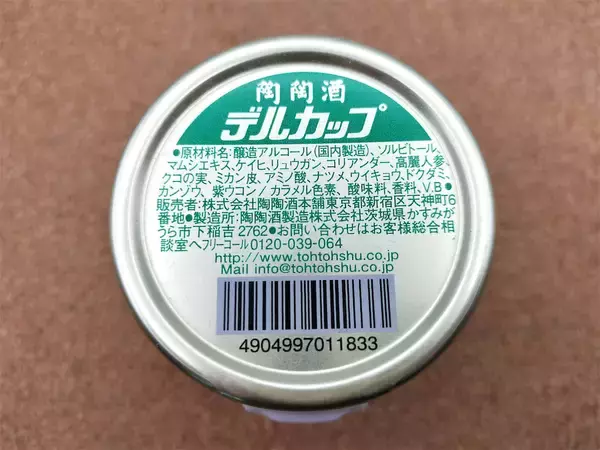 陶陶酒
デルカップ
●原材料名:醸造アルコール(国内製造)、ソルビトール、
マムシエキス、ケイヒ、リュウガン、コリアンダー、高麗人参、
クコの実、ミカン皮、アミノ酸、ナツメ、ウイキョウ、ドクダミ、
カンゾウ、紫ウコン/カラメル色素、酸味料、香料、V.B●
販売者:株式会社陶陶酒本舗東京都新宿区天神町6
番地●製造所:陶陶酒製造株式会社茨城県かすみが
うら市下稲吉2762●お問い合わせはお客様総合相
談室へフリーコール0120-039-064
http://www.tohtohshu.co.jp
Mail info@tohtohshu.co.jp
4904997011833